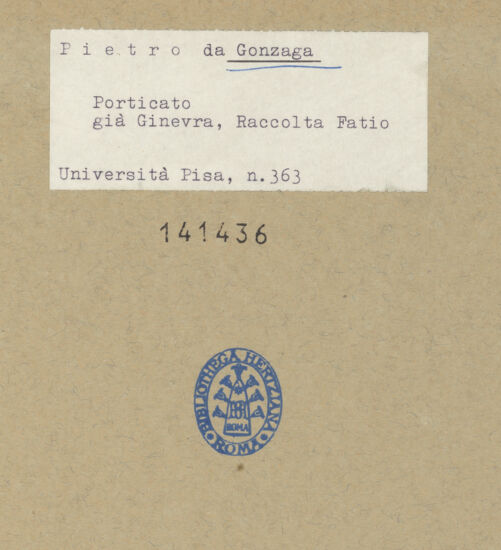 Pietro da Gonzaga
Porticato
già Ginevra, Raccolta Fatio
Università Pisa, n.363
141436
BIBLIOTHECA HERTZIANA
ROMA
ROMA